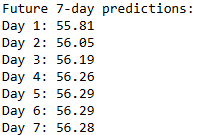 Future 7-day predictions:
Day 1: 55.81
Day 2: 56.05
Day 3: 56.19
Day 4: 56.26
Day 5: 56.29
Day 6: 56.29
Day 7: 56.28